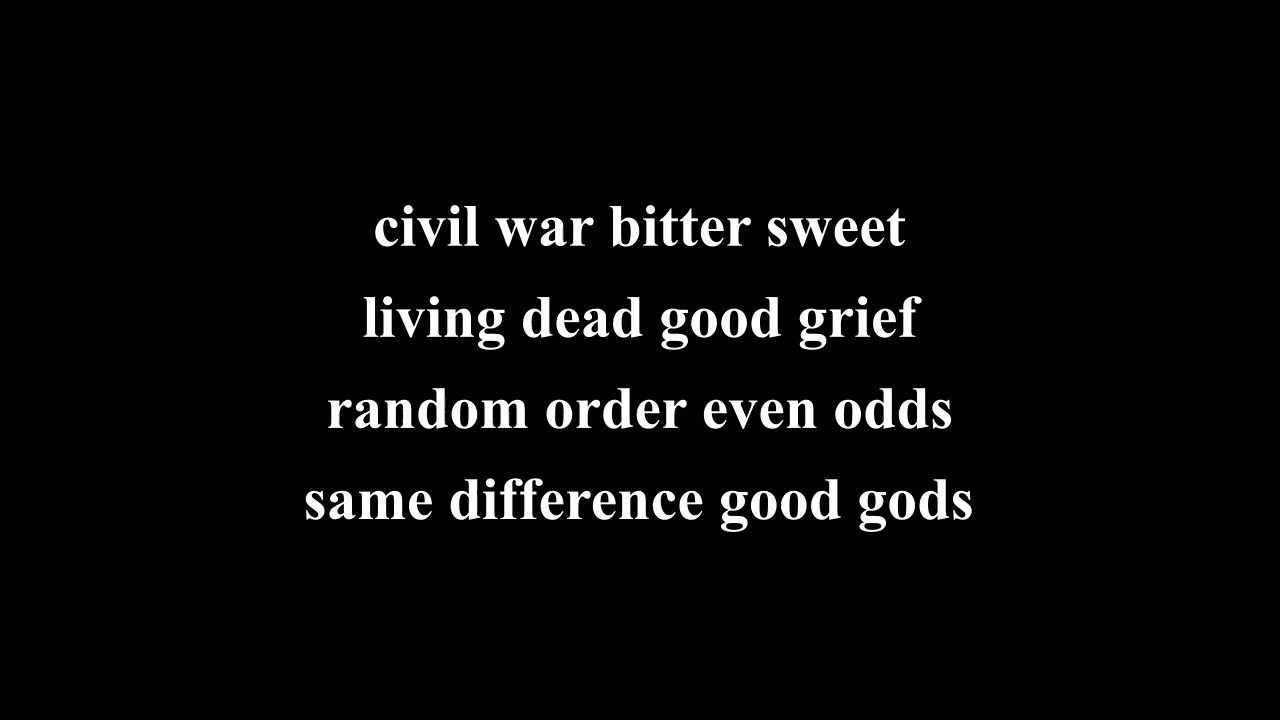 civil war bitter sweet
living dead good grief
random order even odds
same difference good gods